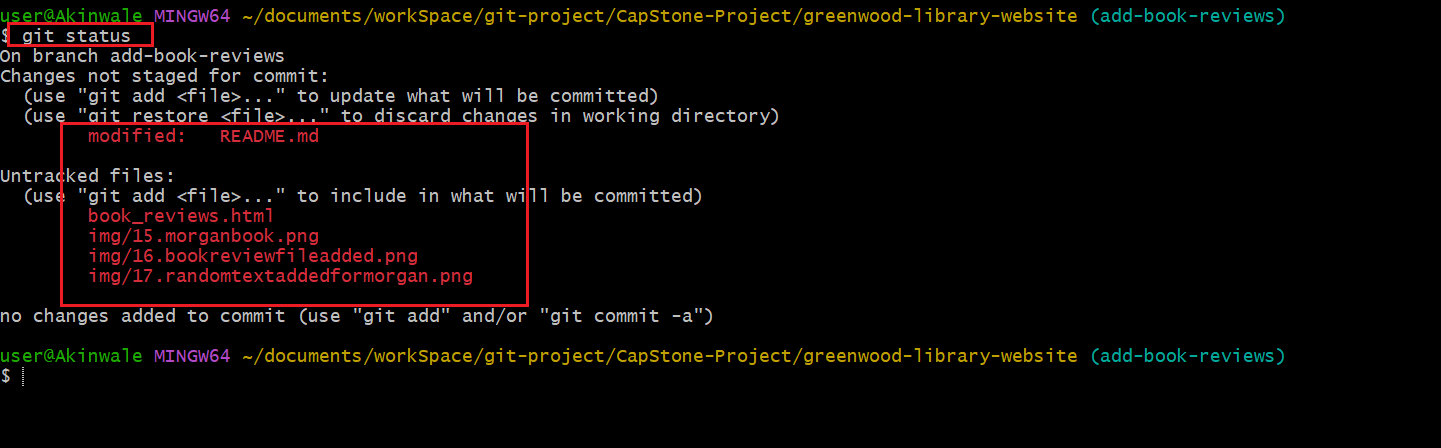 user@Akinwale MINGW64 ~/documents/workSpace/git-project/CapStone-Project/greenwood-library-website (add-book-reviews)
$ git status
On branch add-book-reviews
Changes not staged for commit:
  (use "git add <file>..." to update what will be committed)
  (use "git restore <file>..." to discard changes in working directory)
        modified:   README.md

Untracked files:
  (use "git add <file>..." to include in what will be committed)
        book_reviews.html
        img/15.morganbook.png
        img/16.bookreviewfileadded.png
        img/17.randomtextaddedformorgan.png

no changes added to commit (use "git add" and/or "git commit -a")

user@Akinwale MINGW64 ~/documents/workSpace/git-project/CapStone-Project/greenwood-library-website (add-book-reviews)
$